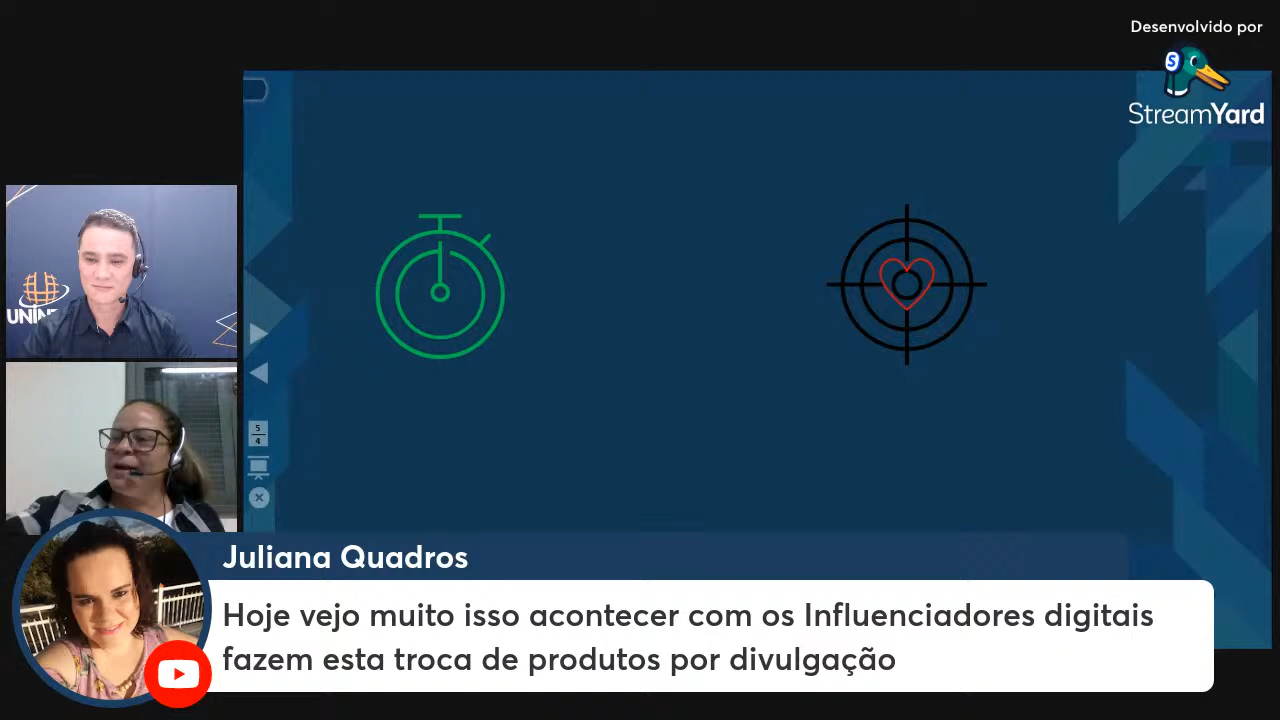 Desenvolvido por
StreamYard
S
UNIN
5
4
Juliana Quadros
Hoje vejo muito isso acontecer com os Influenciadores digitais
fazem esta troca de produtos por divulgação